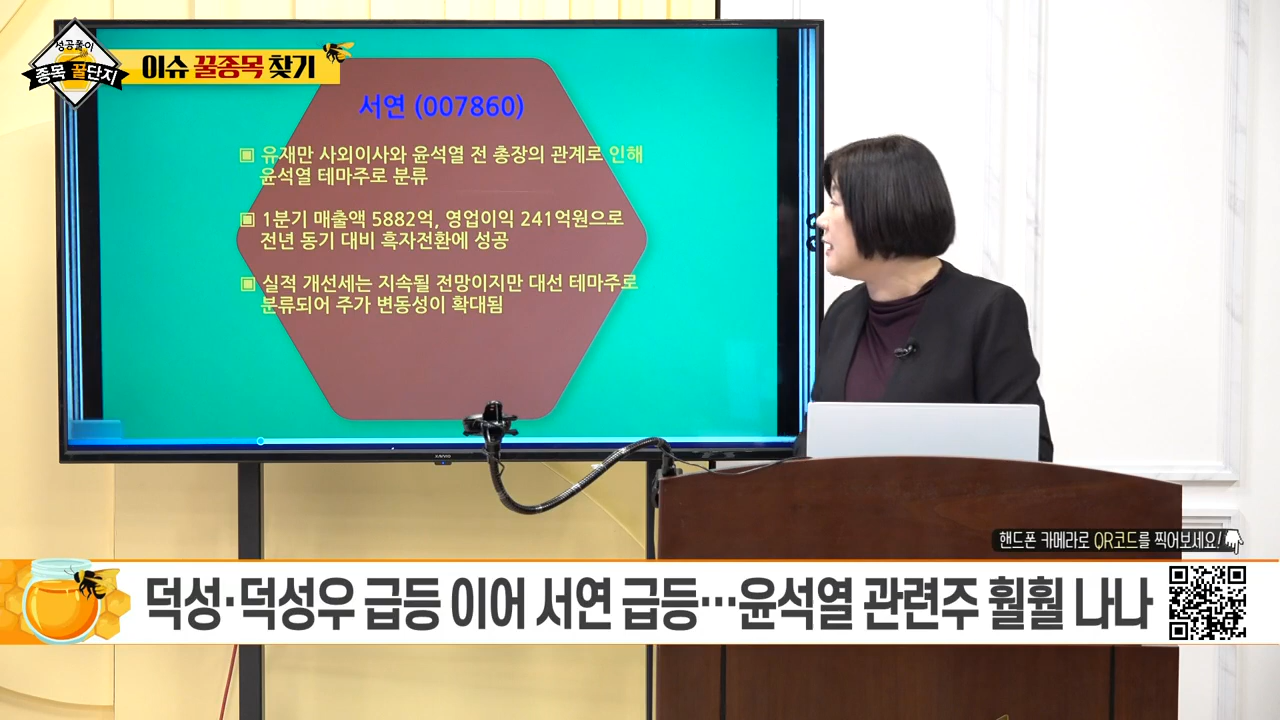 성공풀이
종목 꿀단지
이슈 꿀종목 찾기
서연 (007860)
▣ 유재만 사외이사와 윤석열 전 총장의 관계로 인해
윤석열 테마주로 분류
▣ 1분기 매출액 5882억, 영업이익 241억원으로
전년 동기 대비 흑자전환에 성공
▣ 실적 개선세는 지속될 전망이지만 대선 테마주로
분류되어 주가 변동성이 확대됨
핸드폰 카메라로 QR코드를 찍어보세요!
덕성·덕성우 급등 이어 서연 급등…윤석열 관련주 훨훨 나나